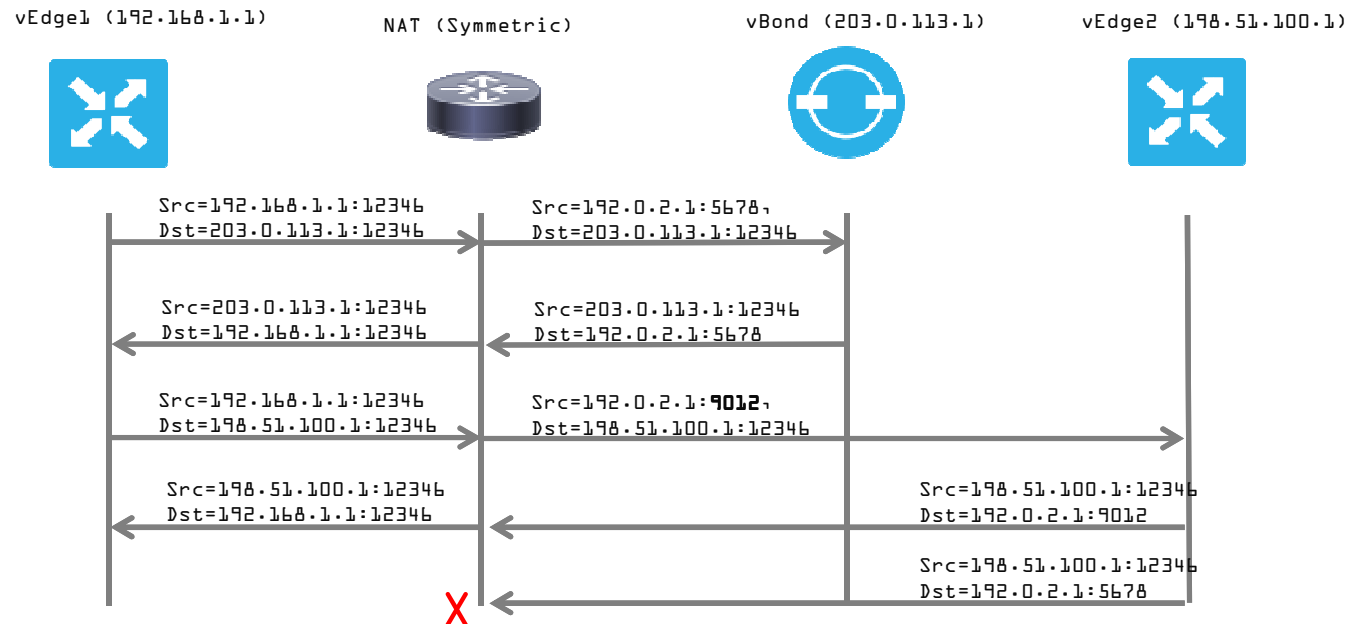 vEdge1 (192.168.1.1)
NAT (Symmetric)
vBond (203.0.113.1)
vEdge2 (198.51.100.1)
Src=192.168.1.1:12346
Dst=203.0.113.1:12346
Src=192.0.2.1:5678,
Dst=203.0.113.1:12346
Src=203.0.113.1:12346
Dst=192.168.1.1:12346
Src=203.0.113.1:12346
Dst=192.0.2.1:5678
Src=192.168.1.1:12346
Dst=198.51.100.1:12346
Src=192.0.2.1:9012,
Dst=198.51.100.1:12346
Src=198.51.100.1:12346
Dst=192.168.1.1:12346
Src=198.51.100.1:12346
Dst=192.0.2.1:9012
Src=198.51.100.1:12346
Dst=192.0.2.1:5678
X